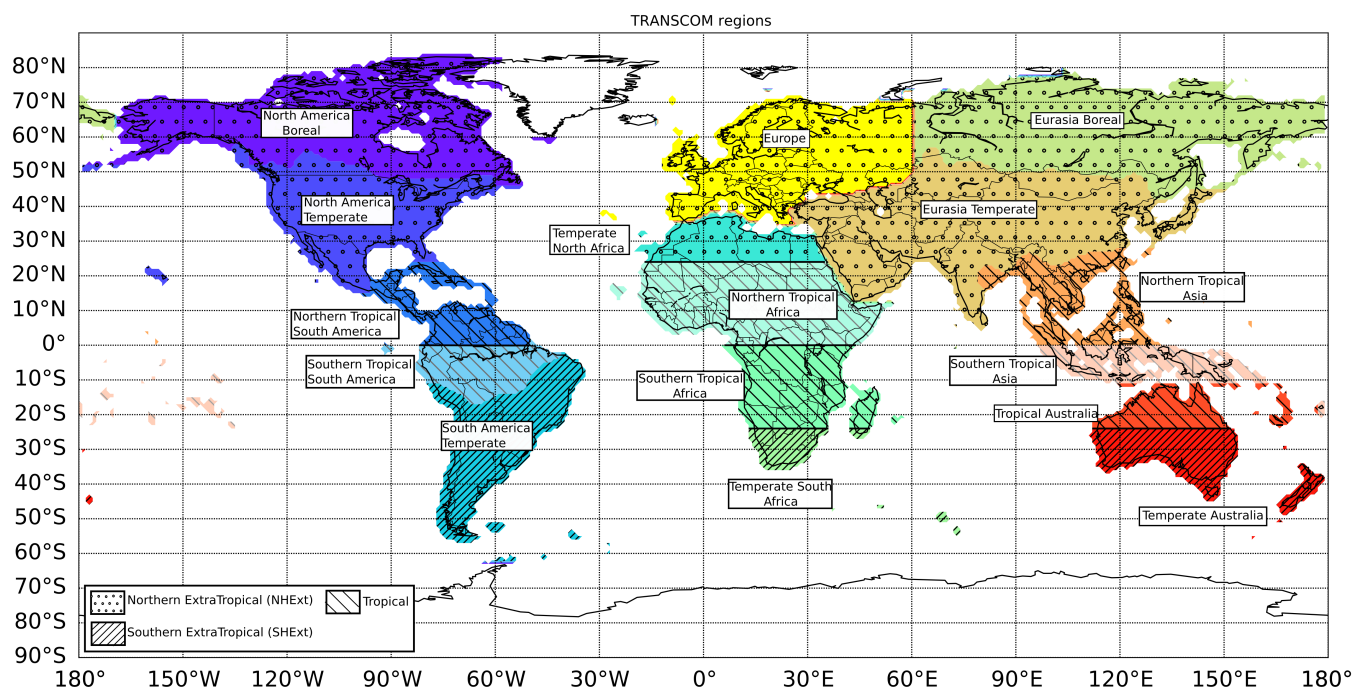 TRANSCOM regions
80°N
70°N
60°N
50°N
40°N
30°N
20°N
10°N
0°
10°S
20°S
30°S
40°S
50°S
60°S
70°S
80°S
90°S
North America
Boreal
North America
Temperate
Northern Tropical
South America
Southern Tropical
South America
South America
Temperate
Europe
Eurasia Boreal
Eurasia Temperate
Temperate
North Africa
Northern Tropical
Africa
Southern Tropical
Africa
Temperate South
Africa
Northern Tropical
Asia
Southern Tropical
Asia
Tropical Australia
Temperate Australia
Northern ExtraTropical (NHExt)
Tropical
Southern ExtraTropical (SHExt)
180°
150°W
120°W
90°W
60°W
30°W
0°
30°E
60°E
90°E
120°E
150°E
180°